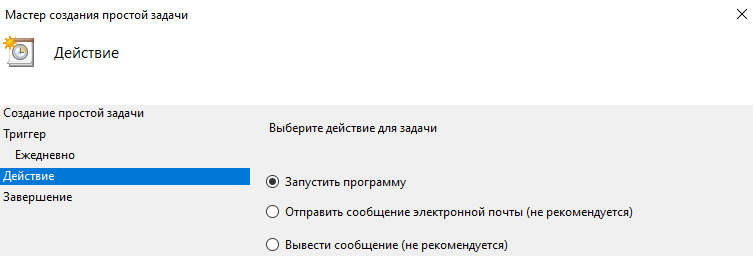 Мастер создания простой задачи
Действие
Создание простой задачи
Триггер
Ежедневно
Действие
Завершение
Выберите действие для задачи
Запустить программу
Отправить сообщение электронной почты (не рекомендуется)
Вывести сообщение (не рекомендуется)